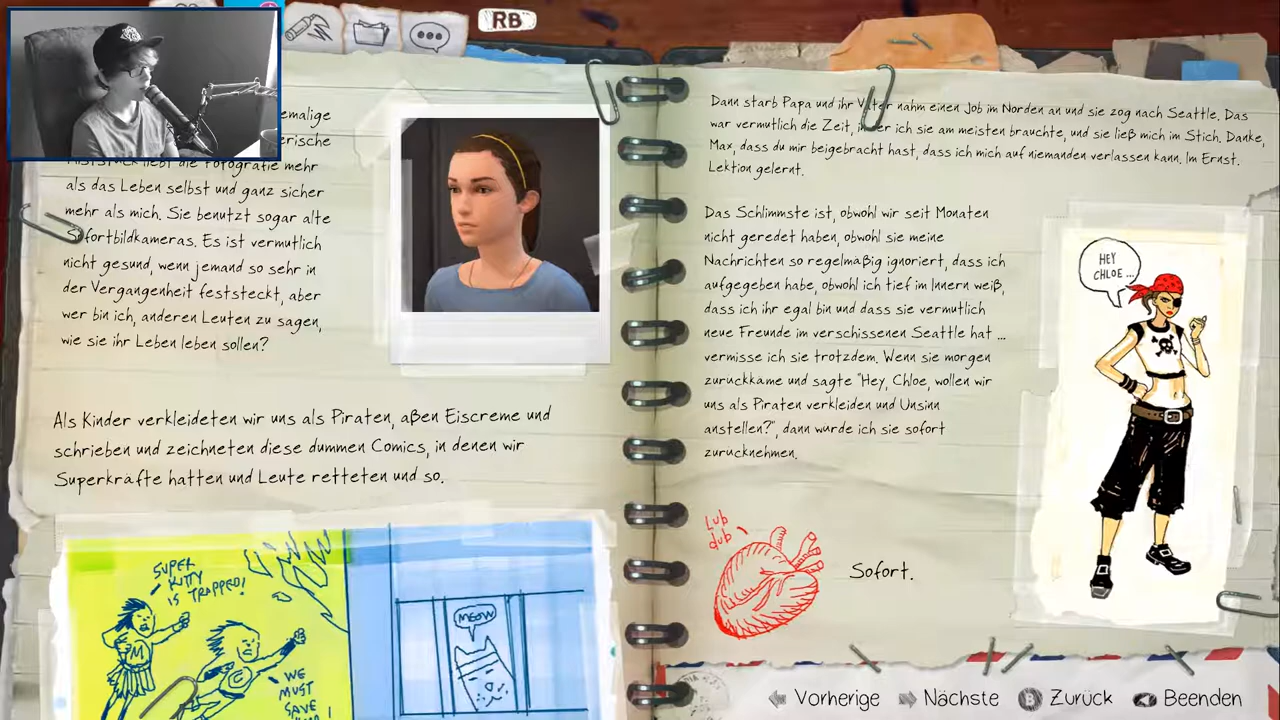 RB
emalige
erische
liebt die Fotografie mehr
als das Leben selbst und ganz sicher
mehr als mich. Sie benutzt sogar alte
Sofortbildkameras. Es ist vermutlich
nicht gesund, wenn jemand so sehr in
der Vergangenheit feststeckt, aber
wer bin ich, anderen Leuten zu sagen,
wie sie ihr Leben leben sollen?
Als Kinder verkleideten wir uns als Piraten, aßen Eiscreme und
schrieben und zeichneten diese dummen Comics, in denen wir
Superkräfte hatten und Leute retteten und so.
SUPER
KITTY
IS TRAPPED!
M
C
WE
MUST
SAVE
MEOW
Dann starb Papa und ihr Vater nahm einen Job im Norden an und sie zog nach Seattle. Das
war vermutlich die Zeit, in der ich sie am meisten brauchte, und sie ließ mich im Stich. Danke,
Max, dass du mir beigebracht hast, dass ich mich auf niemanden verlassen kann. Im Ernst.
Lektion gelernt.
Das Schlimmste ist, obwohl wir seit Monaten
nicht geredet haben, obwohl sie meine
Nachrichten so regelmäßig ignoriert, dass ich
aufgegeben habe, obwohl ich tief im Innern weiß,
dass ich ihr egal bin und dass sie vermutlich
neue Freunde im verschissenen Seattle hat ...
vermisse ich sie trotzdem. Wenn sie morgen
zurückkäme und sagte "Hey, Chloe, wollen wir
uns als Piraten verkleiden und Unsinn
anstellen?", dann würde ich sie sofort
zurücknehmen.
HEY
CHLOE ...
LUB
dub
Sofort.
Vorherige
Nächste
B Zurück
Beenden